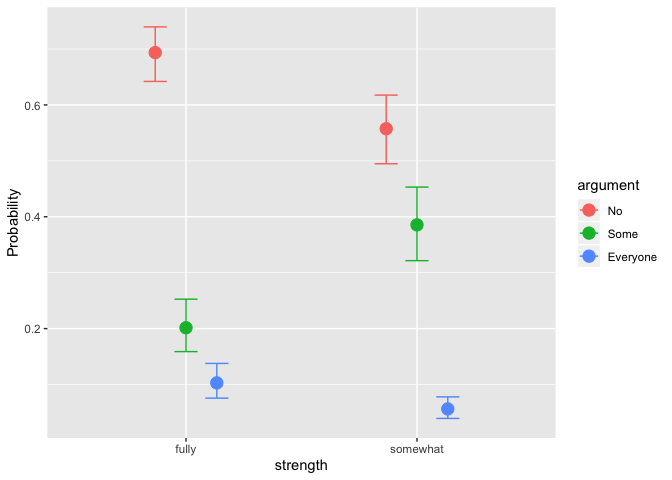 Probability
0.6
0.4
0.2
fully
somewhat
strength
argument
No
Some
Everyone